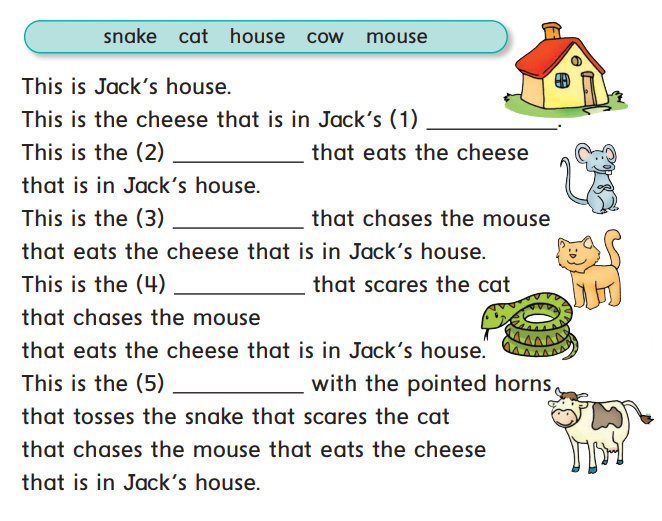 snake cat house cow mouse
This is Jack's house.
This is the cheese that is in Jack's (1) ____________.
This is the (2) ____________ that eats the cheese
that is in Jack's house.
This is the (3) ____________ that chases the mouse
that eats the cheese that is in Jack's house.
This is the (4) ____________ that scares the cat
that chases the mouse
that eats the cheese that is in Jack's house.
This is the (5) ____________ with the pointed horns
that tosses the snake that scares the cat
that chases the mouse that eats the cheese
that is in Jack's house.